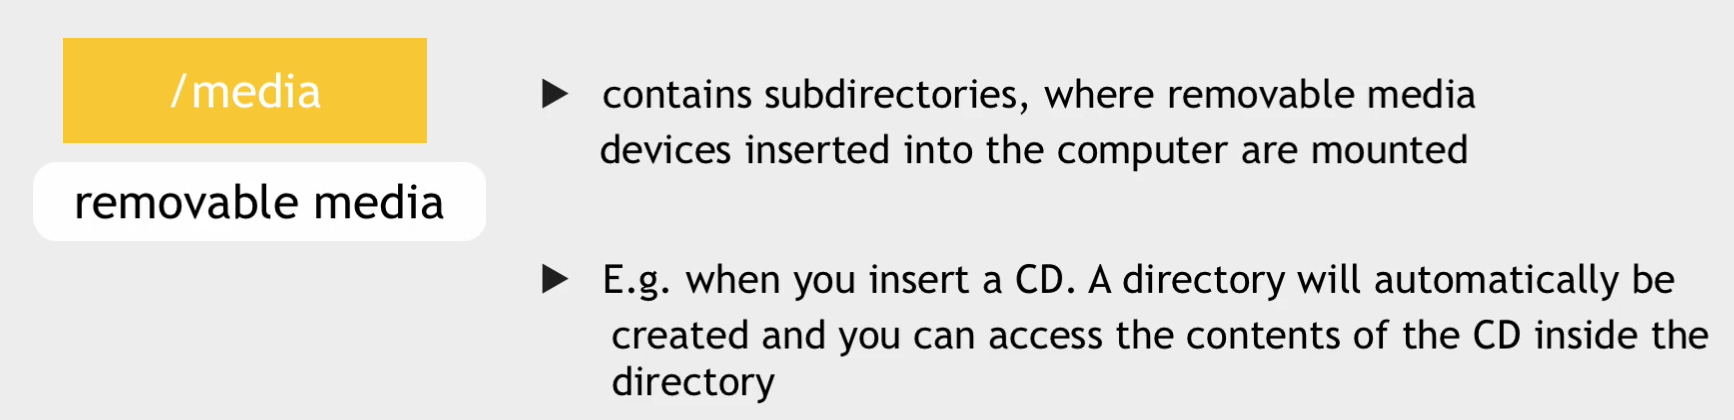 /media
removable media
contains subdirectories, where removable media
devices inserted into the computer are mounted
E.g. when you insert a CD. A directory will automatically be
created and you can access the contents of the CD inside the
directory